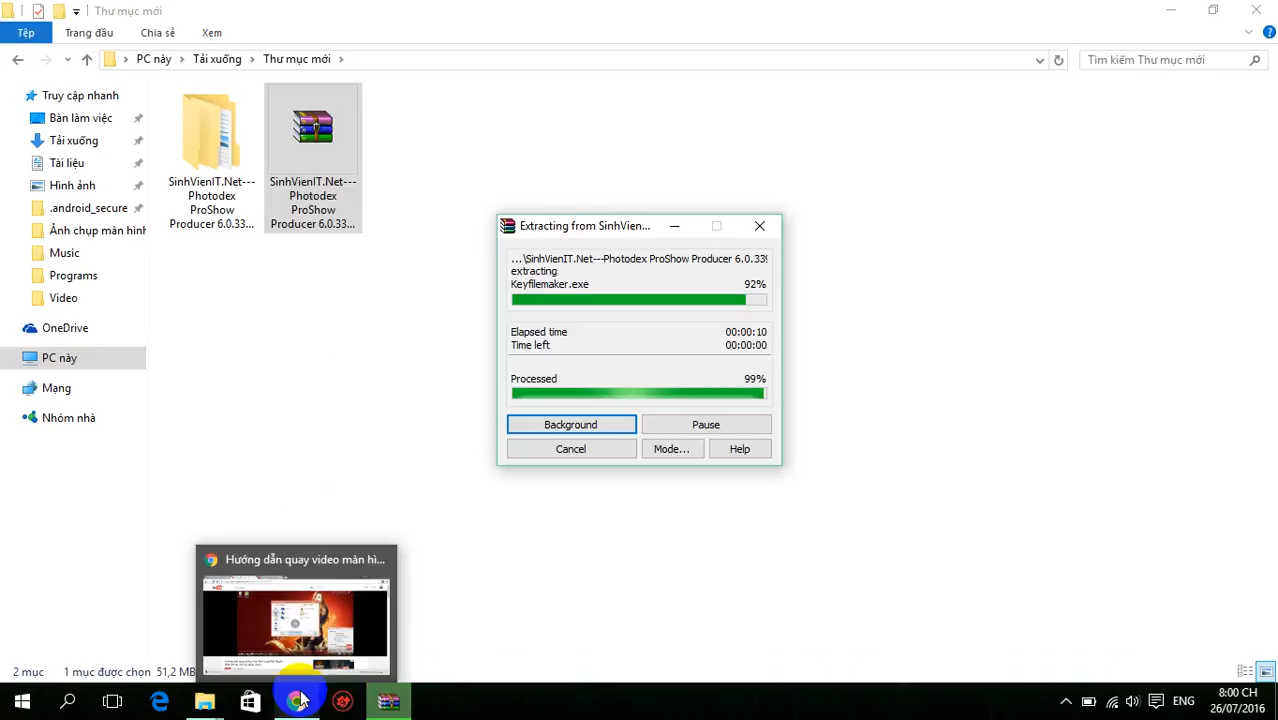 Thư mục mới
Tệp
Trang đầu
Chia sẻ
Xem
PC này
Tải xuống
Thư mục mới
Tìm kiếm Thư mục mới
Truy cập nhanh
Bàn làm việc
Tải xuống
Tài liệu
Hình ảnh
.android_secure
Ảnh chụp màn hình
Music
Programs
Video
OneDrive
PC này
Mạng
Nhóm nhà
SinhVienIT.Net---
Photodex
ProShow
Producer 6.0.33...
SinhVienIT.Net---
Photodex
ProShow
Producer 6.0.33...
Extracting from SinhVien...
...\SinhVienIT.Net---Photodex ProShow Producer 6.0.339
extracting
Keyfilemaker.exe 92%
Elapsed time 00:00:10
Time left 00:00:00
Processed 99%
Background
Pause
Cancel
Mode...
Help
Hướng dẫn quay video màn hì...
2 mục 1 mục được chọn 51,2 MB
ENG
8:00 CH
26/07/2016